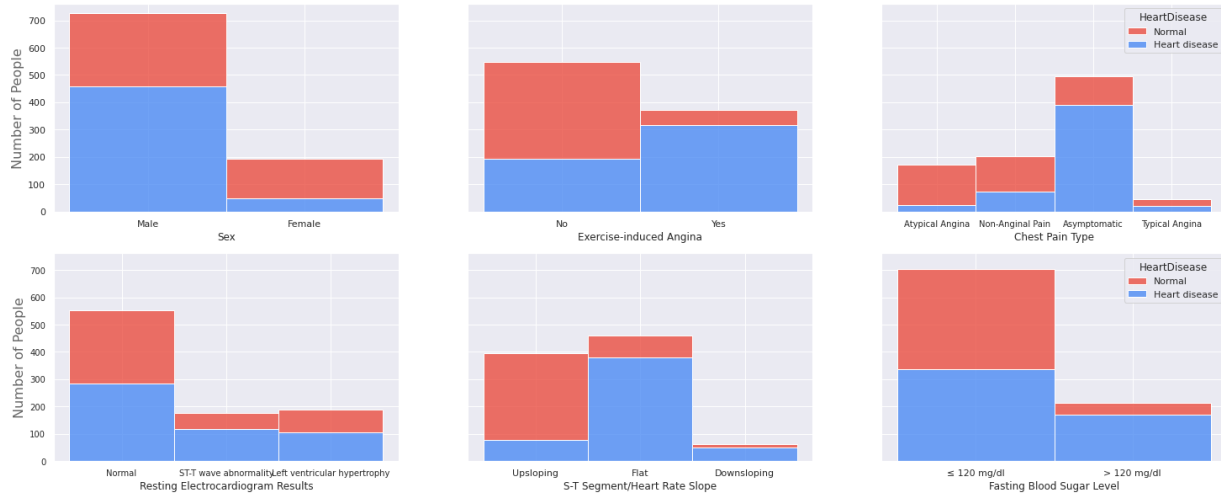 Number of People
700
600
500
400
300
200
100
0
Male Female
Sex
No Yes
Exercise-induced Angina
HeartDisease
Normal
Heart disease
Atypical Angina Non-Anginal Pain Asymptomatic Typical Angina
Chest Pain Type
Number of People
700
600
500
400
300
200
100
0
Normal ST-T wave abnormality Left ventricular hypertrophy
Resting Electrocardiogram Results
Upsloping Flat Downsloping
S-T Segment/Heart Rate Slope
HeartDisease
Normal
Heart disease
≤ 120 mg/dl > 120 mg/dl
Fasting Blood Sugar Level